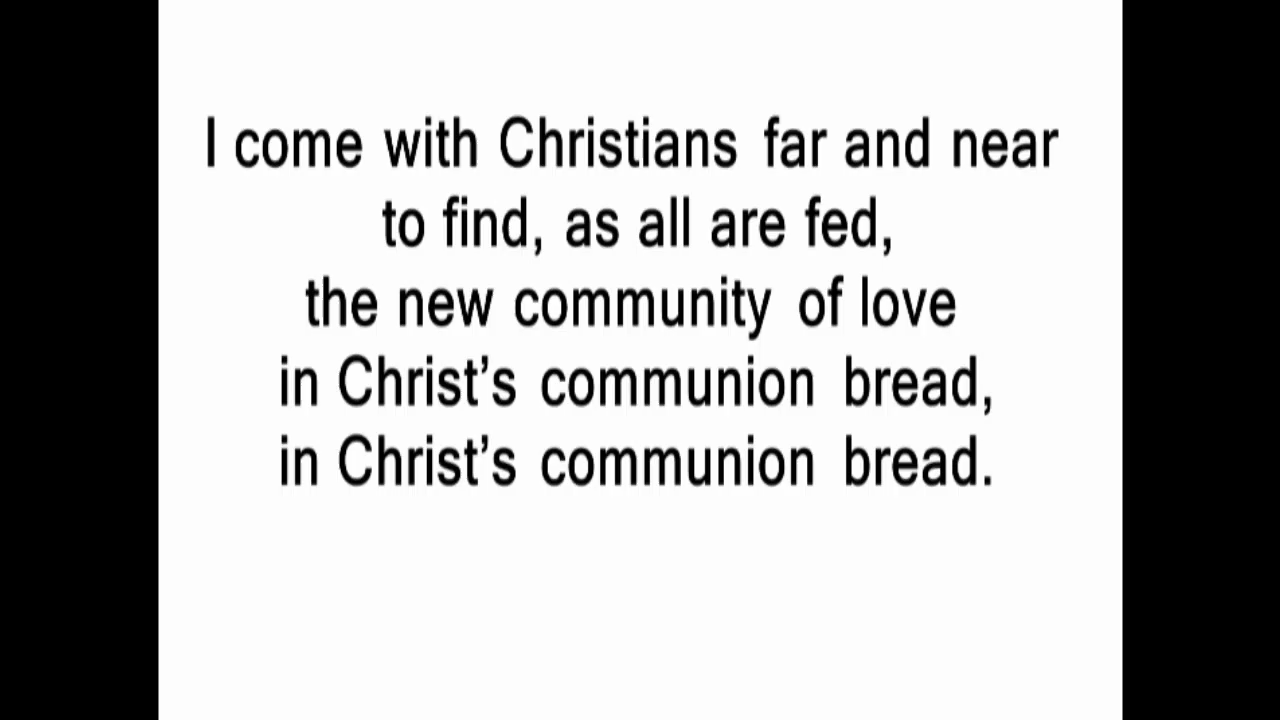 I come with Christians far and near
to find, as all are fed,
the new community of love
in Christ’s communion bread,
in Christ’s communion bread.